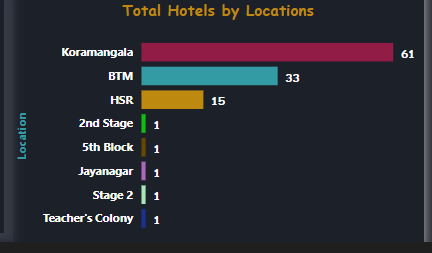 Total Hotels by Locations
Location
Koramangala 61
BTM 33
HSR 15
2nd Stage 1
5th Block 1
Jayanagar 1
Stage 2 1
Teacher's Colony 1